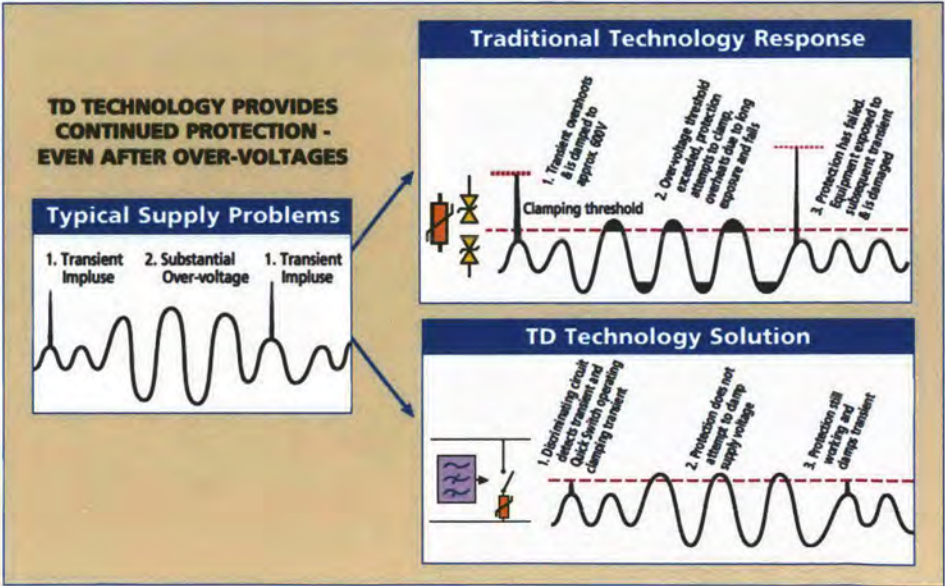 TD TECHNOLOGY PROVIDES
CONTINUED PROTECTION -
EVEN AFTER OVER-VOLTAGES
Typical Supply Problems
1. Transient
Impluse
2. Substantial
Over-voltage
1. Transient
Impluse
Traditional Technology Response
1. Transient overshoots
& is clamped to
approx. 600V
Clamping threshold
2. Over-voltage threshold
exceeded, protection
attempts to clamp,
overheats due to long
exposure and fails
3. Protection has failed.
Equipment exposed to
subsequent transient
& is damaged
TD Technology Solution
1. Discriminating circuit
detects transient and
Quick Switch operating
clamping transient
2. Protection does not
attempt to clamp
supply voltage
3. Protection still
working and
clamps transient